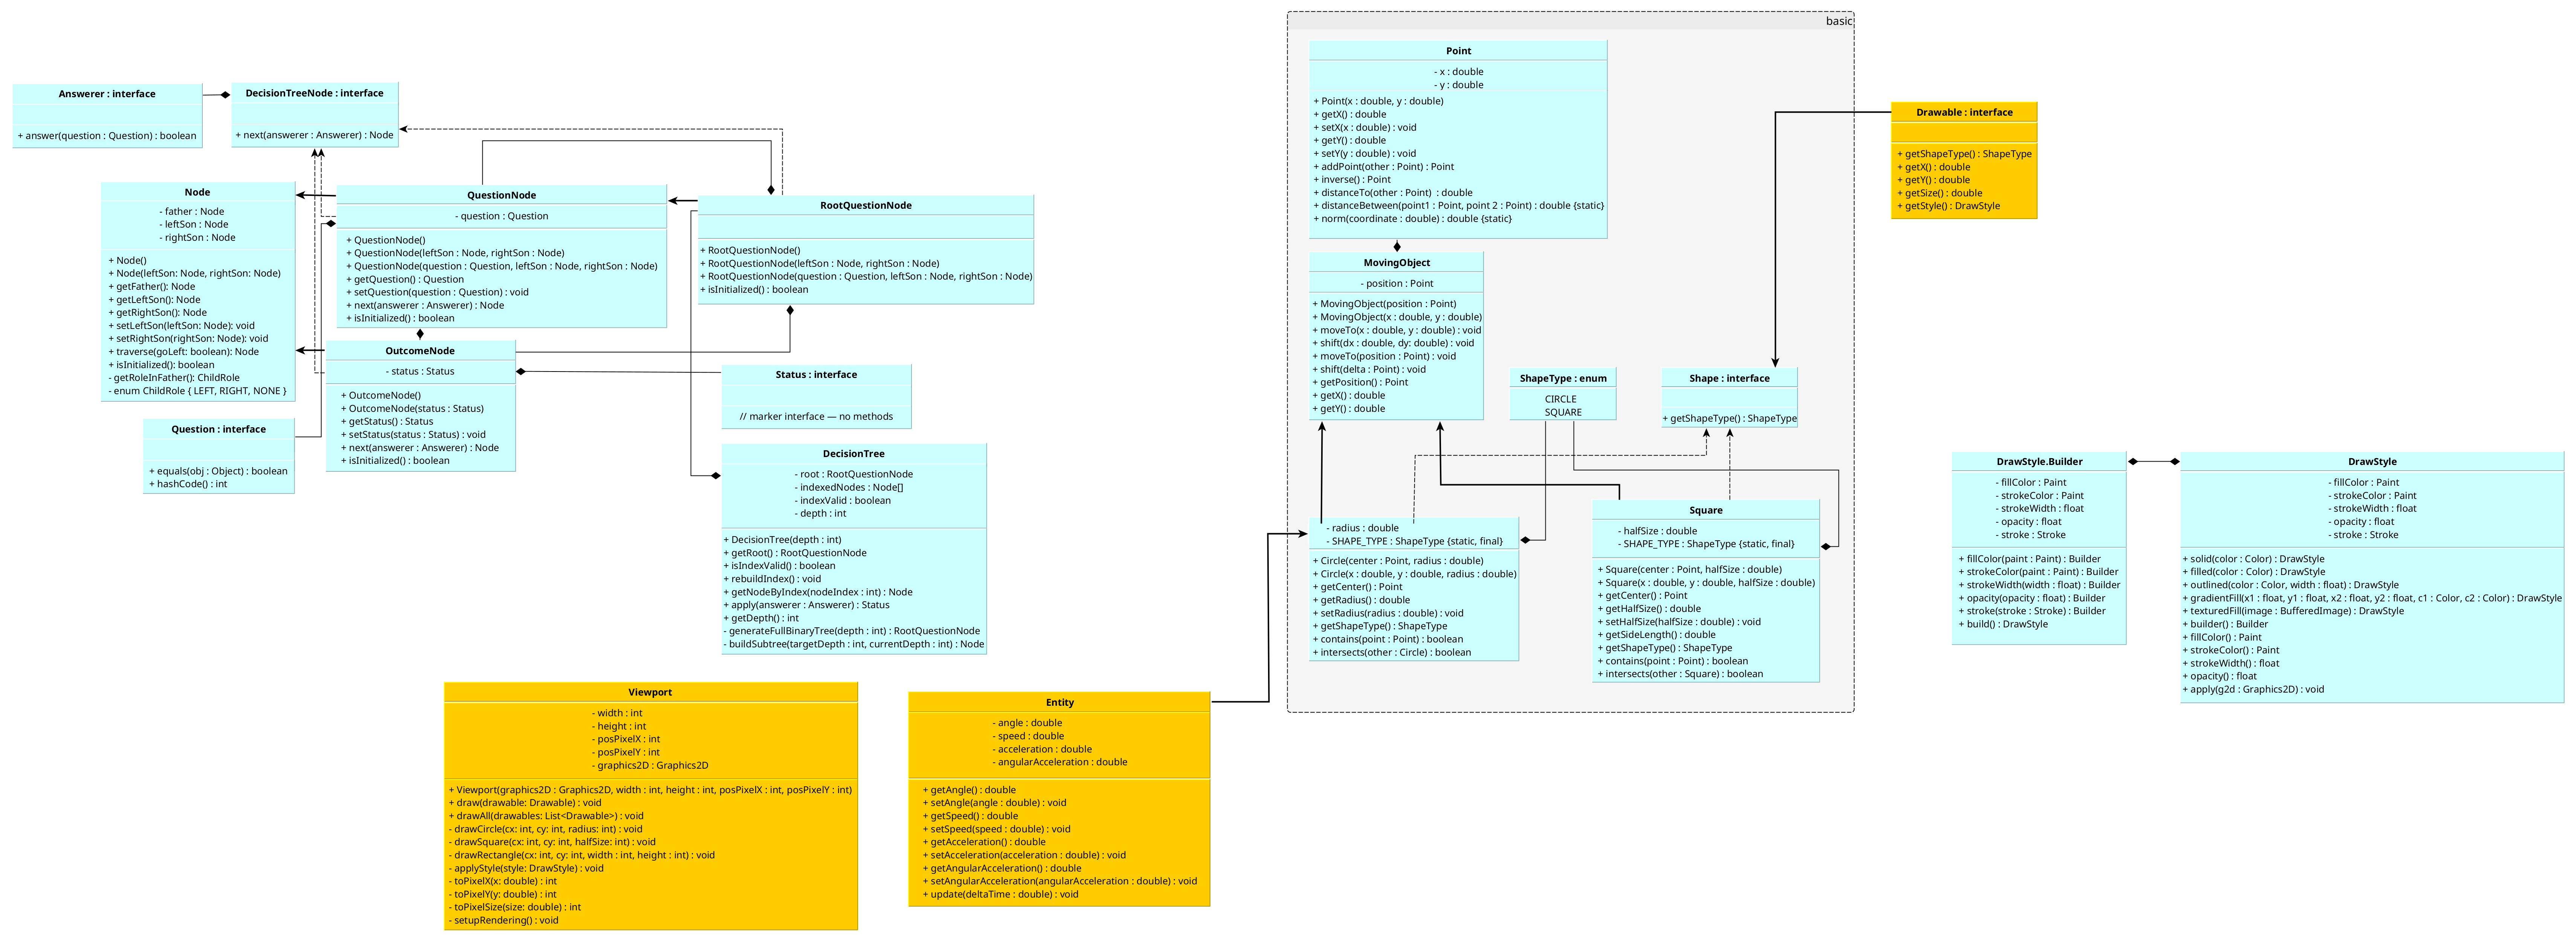 basic
Point
- x : double
- y : double
+ Point(x : double, y : double)
+ getX() : double
+ setX(x : double) : void
+ getY() : double
+ setY(y : double) : void
+ addPoint(other : Point) : Point
+ inverse() : Point
+ distanceTo(other : Point)  : double
+ distanceBetween(point1 : Point, point 2 : Point) : double {static}
+ norm(coordinate : double) : double {static}
Answerer : interface
+ answer(question : Question) : boolean
DecisionTreeNode : interface
+ next(answerer : Answerer) : Node
Drawable : interface
+ getShapeType() : ShapeType
+ getX() : double
+ getY() : double
+ getSize() : double
+ getStyle() : DrawStyle
Node
- father : Node
- leftSon : Node
- rightSon : Node
+ Node()
+ Node(leftSon: Node, rightSon: Node)
+ getFather(): Node
+ getLeftSon(): Node
+ getRightSon(): Node
+ setLeftSon(leftSon: Node): void
+ setRightSon(rightSon: Node): void
+ traverse(goLeft: boolean): Node
+ isInitialized(): boolean
- getRoleInFather(): ChildRole
- enum ChildRole { LEFT, RIGHT, NONE }
QuestionNode
- question : Question
+ QuestionNode()
+ QuestionNode(leftSon : Node, rightSon : Node)
+ QuestionNode(question : Question, leftSon : Node, rightSon : Node)
+ getQuestion() : Question
+ setQuestion(question : Question) : void
+ next(answerer : Answerer) : Node
+ isInitialized() : boolean
RootQuestionNode
+ RootQuestionNode()
+ RootQuestionNode(leftSon : Node, rightSon : Node)
+ RootQuestionNode(question : Question, leftSon : Node, rightSon : Node)
+ isInitialized() : boolean
MovingObject
- position : Point
+ MovingObject(position : Point)
+ MovingObject(x : double, y : double)
+ moveTo(x : double, y : double) : void
+ shift(dx : double, dy: double) : void
+ moveTo(position : Point) : void
+ shift(delta : Point) : void
+ getPosition() : Point
+ getX() : double
+ getY() : double
OutcomeNode
- status : Status
+ OutcomeNode()
+ OutcomeNode(status : Status)
+ getStatus() : Status
+ setStatus(status : Status) : void
+ next(answerer : Answerer) : Node
+ isInitialized() : boolean
Status : interface
// marker interface — no methods
ShapeType : enum
CIRCLE
SQUARE
Shape : interface
+ getShapeType() : ShapeType
Question : interface
+ equals(obj : Object) : boolean
+ hashCode() : int
DecisionTree
- root : RootQuestionNode
- indexedNodes : Node[]
- indexValid : boolean
- depth : int
+ DecisionTree(depth : int)
+ getRoot() : RootQuestionNode
+ isIndexValid() : boolean
+ rebuildIndex() : void
+ getNodeByIndex(nodeIndex : int) : Node
+ apply(answerer : Answerer) : Status
+ getDepth() : int
- generateFullBinaryTree(depth : int) : RootQuestionNode
- buildSubtree(targetDepth : int, currentDepth : int) : Node
DrawStyle.Builder
- fillColor : Paint
- strokeColor : Paint
- strokeWidth : float
- opacity : float
- stroke : Stroke
+ fillColor(paint : Paint) : Builder
+ strokeColor(paint : Paint) : Builder
+ strokeWidth(width : float) : Builder
+ opacity(opacity : float) : Builder
+ stroke(stroke : Stroke) : Builder
+ build() : DrawStyle
DrawStyle
- fillColor : Paint
- strokeColor : Paint
- strokeWidth : float
- opacity : float
- stroke : Stroke
+ solid(color : Color) : DrawStyle
+ filled(color : Color) : DrawStyle
+ outlined(color : Color, width : float) : DrawStyle
+ gradientFill(x1 : float, y1 : float, x2 : float, y2 : float, c1 : Color, c2 : Color) : DrawStyle
+ texturedFill(image : BufferedImage) : DrawStyle
+ builder() : Builder
+ fillColor() : Paint
+ strokeColor() : Paint
+ strokeWidth() : float
+ opacity() : float
+ apply(g2d : Graphics2D) : void
- radius : double
- SHAPE_TYPE : ShapeType {static, final}
+ Circle(center : Point, radius : double)
+ Circle(x : double, y : double, radius : double)
+ getCenter() : Point
+ getRadius() : double
+ setRadius(radius : double) : void
+ getShapeType() : ShapeType
+ contains(point : Point) : boolean
+ intersects(other : Circle) : boolean
Square
- halfSize : double
- SHAPE_TYPE : ShapeType {static, final}
+ Square(center : Point, halfSize : double)
+ Square(x : double, y : double, halfSize : double)
+ getCenter() : Point
+ getHalfSize() : double
+ setHalfSize(halfSize : double) : void
+ getSideLength() : double
+ getShapeType() : ShapeType
+ contains(point : Point) : boolean
+ intersects(other : Square) : boolean
Viewport
- width : int
- height : int
- posPixelX : int
- posPixelY : int
- graphics2D : Graphics2D
+ Viewport(graphics2D : Graphics2D, width : int, height : int, posPixelX : int, posPixelY : int)
+ draw(drawable: Drawable) : void
+ drawAll(drawables: List<Drawable>) : void
- drawCircle(cx: int, cy: int, radius: int) : void
- drawSquare(cx: int, cy: int, halfSize: int) : void
- drawRectangle(cx: int, cy: int, width : int, height : int) : void
- applyStyle(style: DrawStyle) : void
- toPixelX(x: double) : int
- toPixelY(y: double) : int
- toPixelSize(size: double) : int
- setupRendering() : void
Entity
- angle : double
- speed : double
- acceleration : double
- angularAcceleration : double
+ getAngle() : double
+ setAngle(angle : double) : void
+ getSpeed() : double
+ setSpeed(speed : double) : void
+ getAcceleration() : double
+ setAcceleration(acceleration : double) : void
+ getAngularAcceleration() : double
+ setAngularAcceleration(angularAcceleration : double) : void
+ update(deltaTime : double) : void